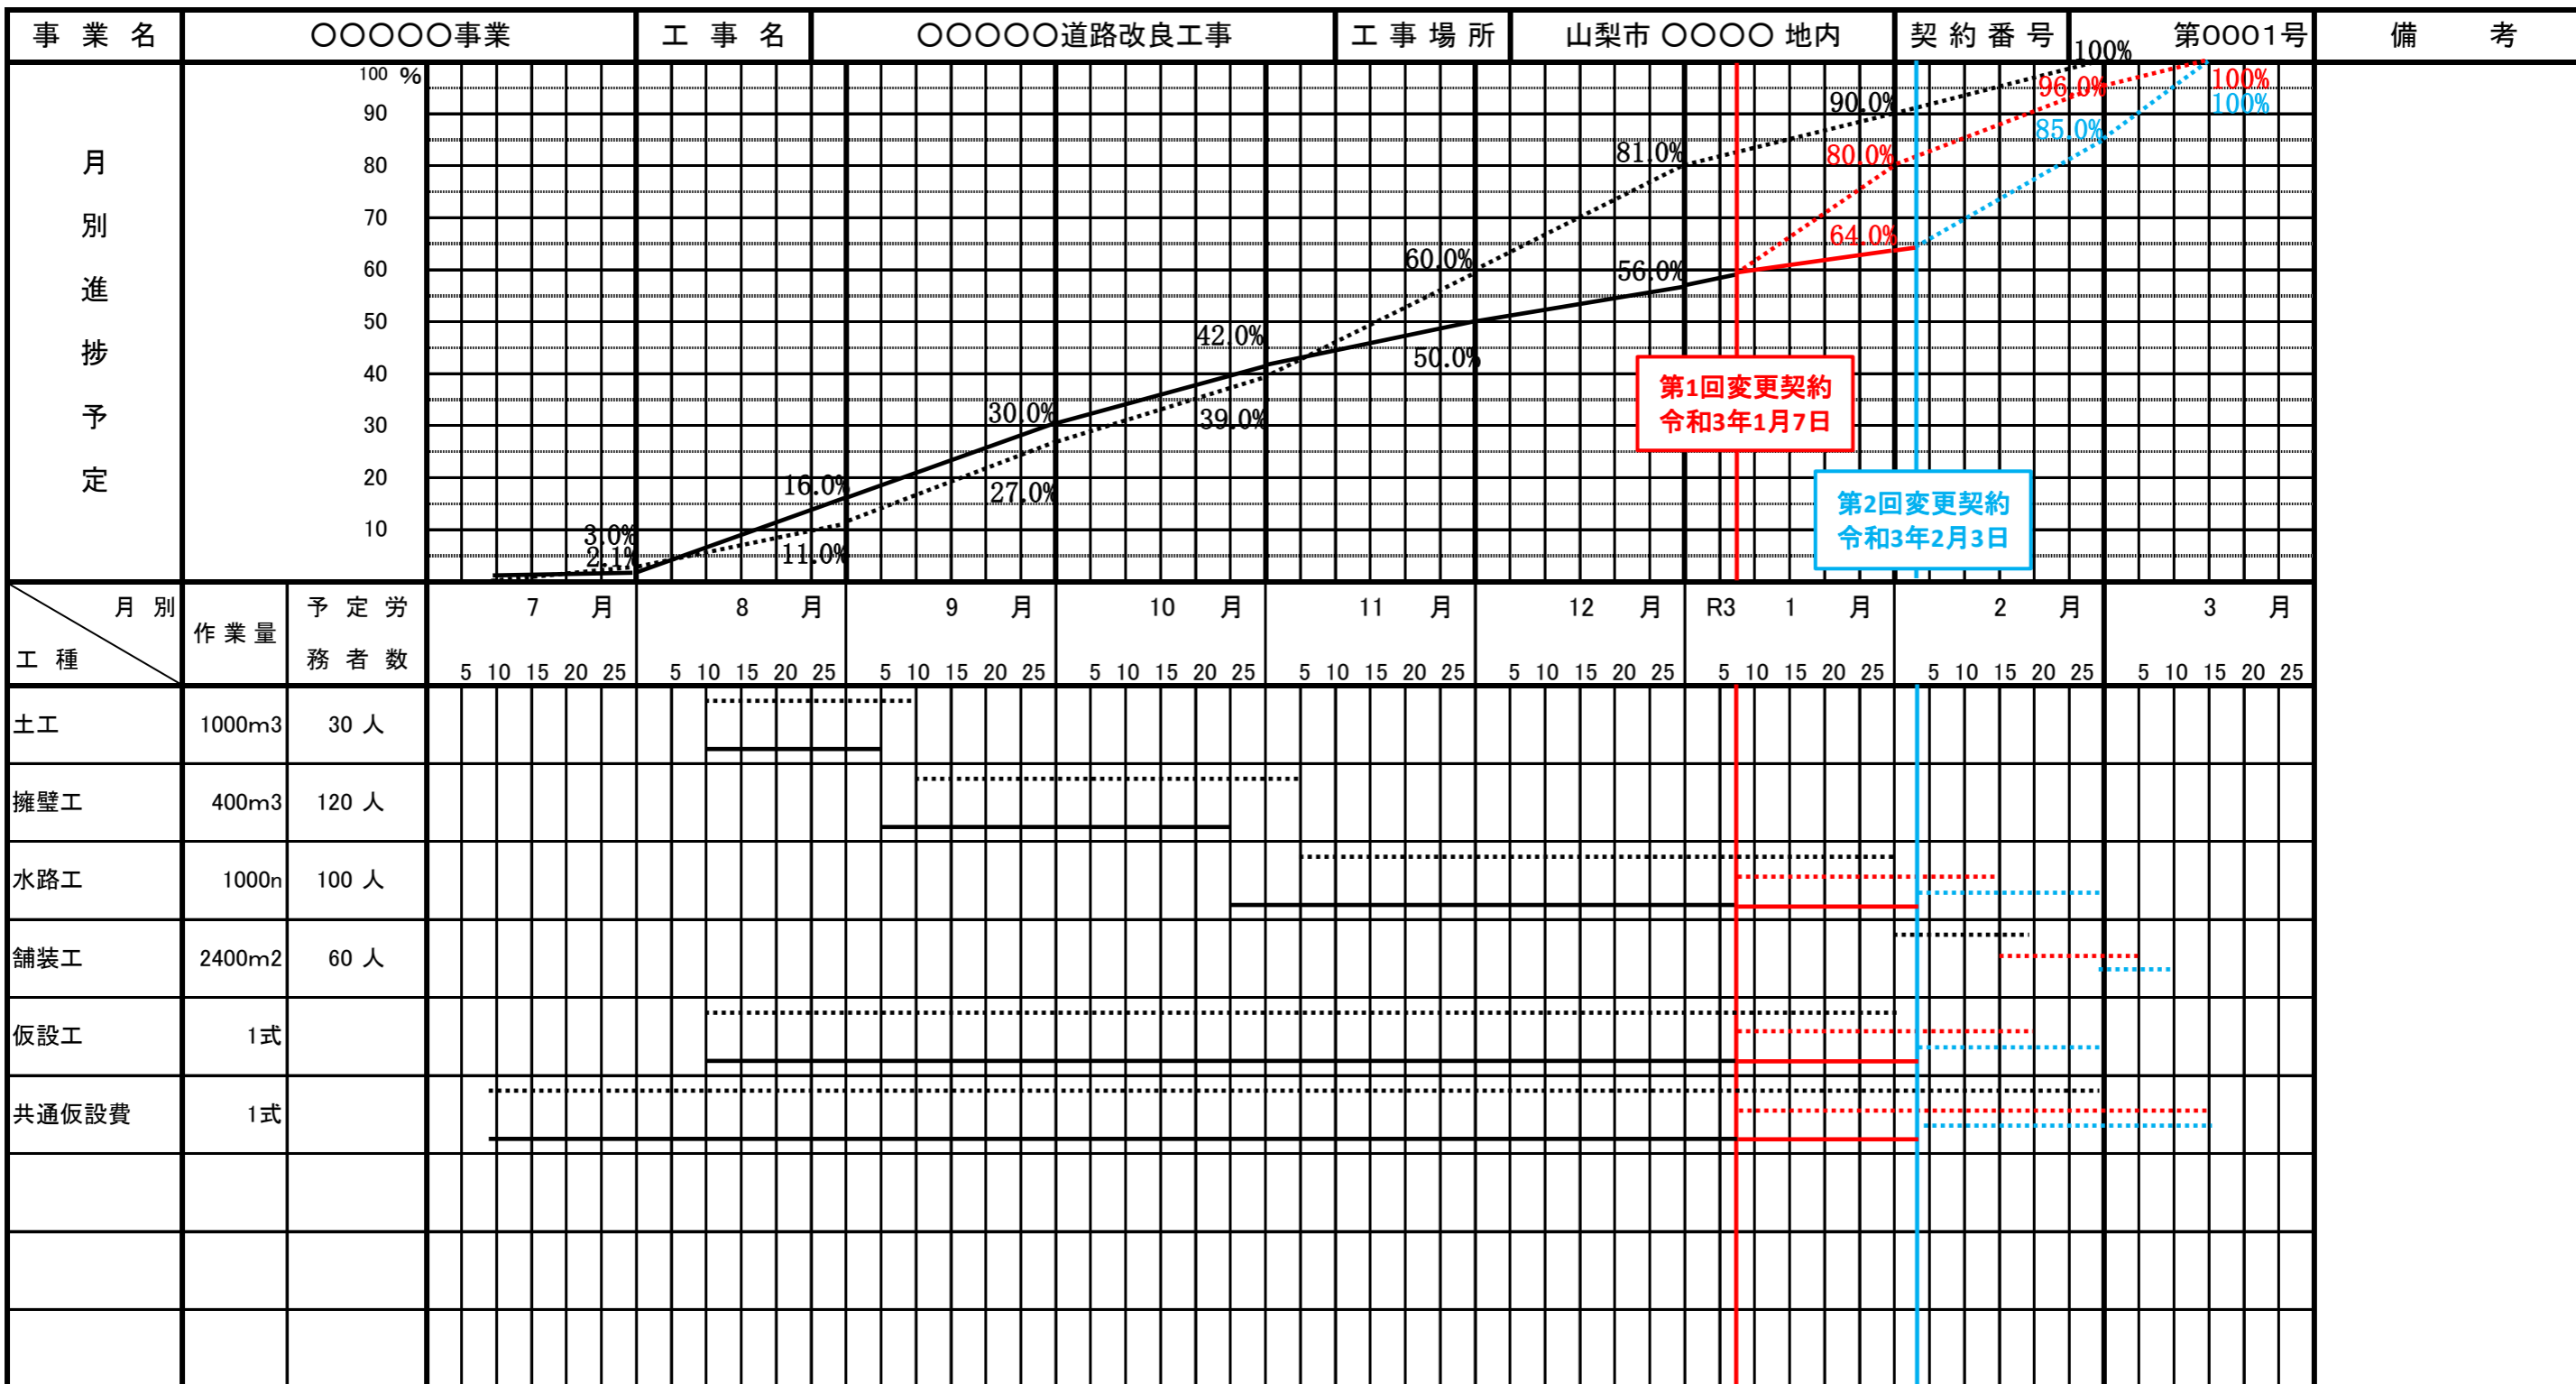 事業名 〇〇〇〇〇事業 工事名 〇〇〇〇〇道路改良工事 工事場所 山梨市 〇〇〇〇 地内 契約番号 第0001号 備考
月別進捗予定
100 %
90
80
70
60
50
40
30
20
10
3.0%
2.1%
16.0%
11.0%
30.0%
27.0%
42.0%
39.0%
60.0%
50.0%
81.0%
56.0%
90.0%
80.0%
64.0%
100%
96.0%
85.0%
100%
100%
第1回変更契約
令和3年1月7日
第2回変更契約
令和3年2月3日
月別
工種
作業量
予定労
務者数
7 月 8 月 9 月 10 月 11 月 12 月 R3 1 月 2 月 3 月
5 10 15 20 25 5 10 15 20 25 5 10 15 20 25 5 10 15 20 25 5 10 15 20 25 5 10 15 20 25 5 10 15 20 25 5 10 15 20 25 5 10 15 20 25
土工 1000m3 30 人
擁壁工 400m3 120 人
水路工 1000n 100 人
舗装工 2400m2 60 人
仮設工 1式
共通仮設費 1式